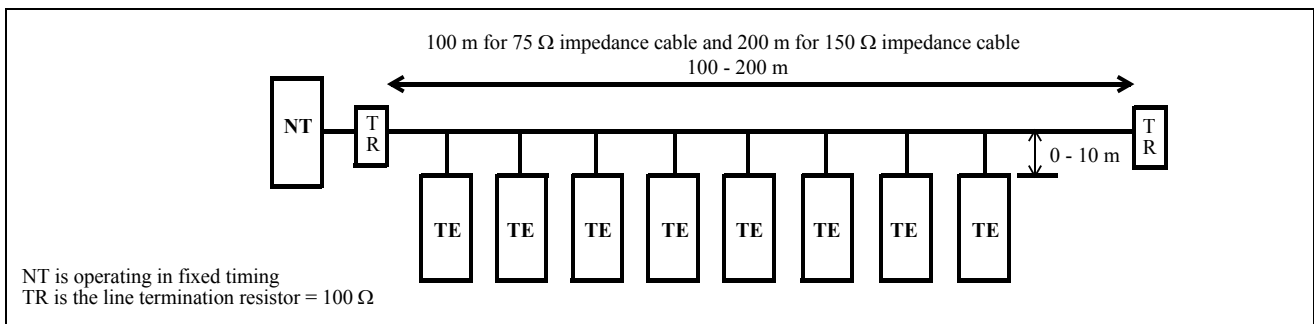 100 m for 75 Ω impedance cable and 200 m for 150 Ω impedance cable
100 - 200 m
NT
T
R
T
R
0 - 10 m
TE TE TE TE TE TE TE TE
NT is operating in fixed timing
TR is the line termination resistor = 100 Ω